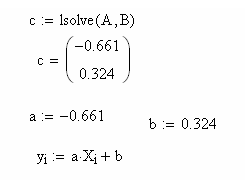 c := lsolve(A,B)
c = (-0.661
0.324)
a := -0.661
b := 0.324
yᵢ := a·Xᵢ + b